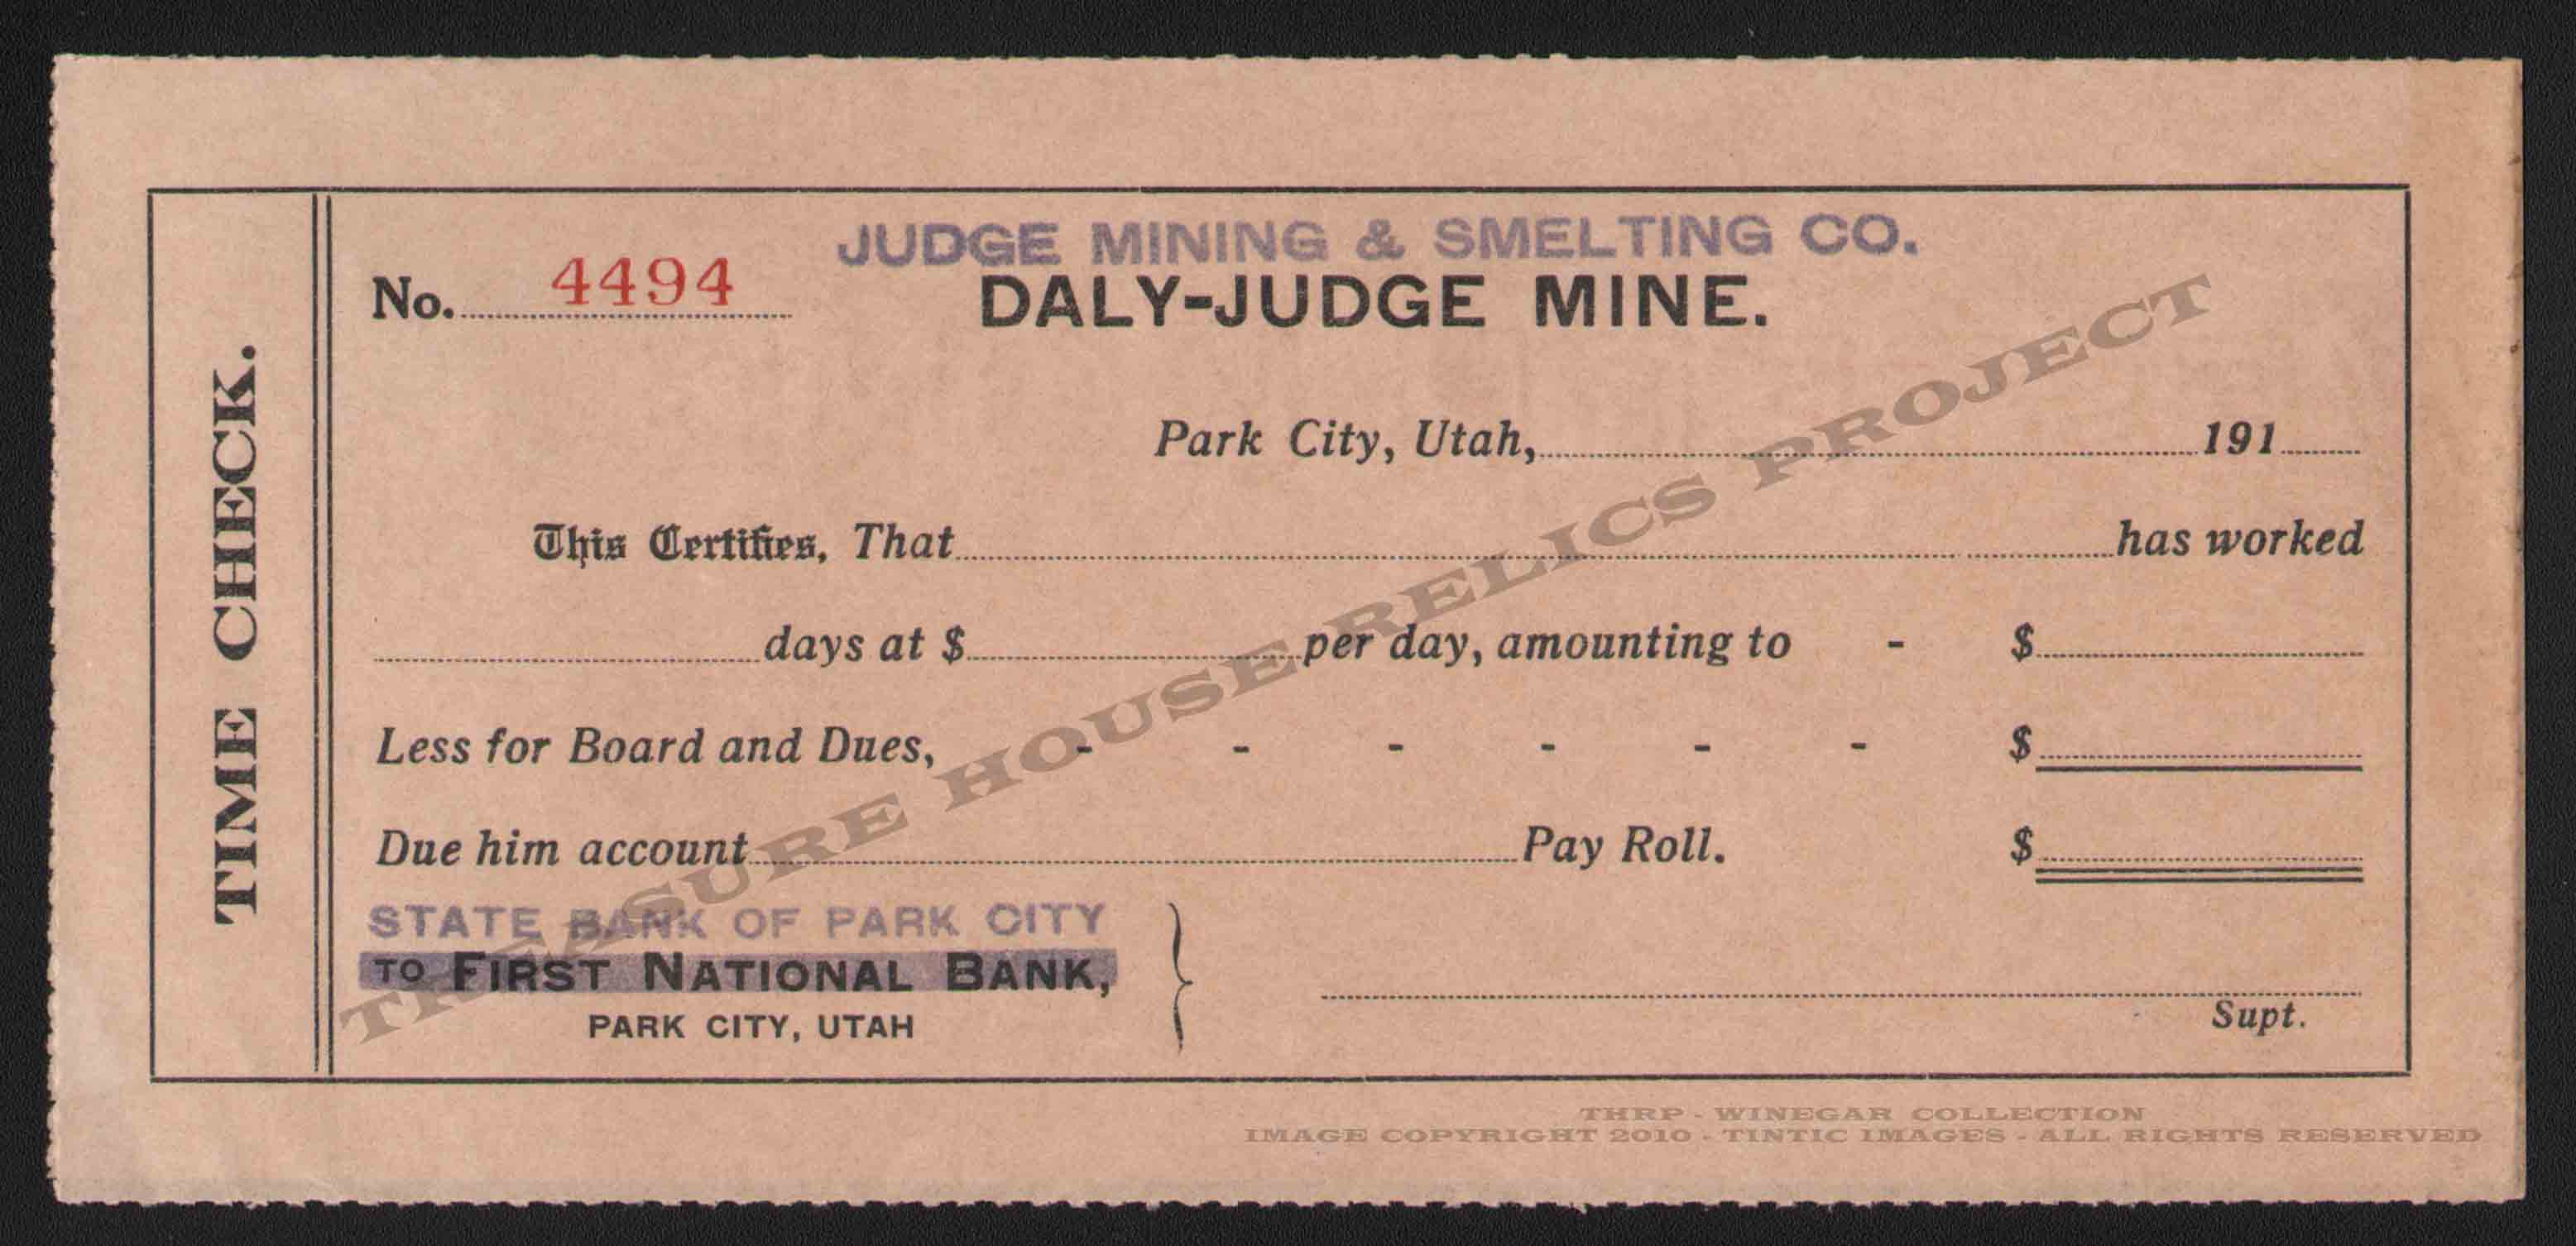 TIME CHECK.
JUDGE MINING & SMELTING CO.
No. 4494
DALY-JUDGE MINE.
Park City, Utah, 191
This Certifies, That has worked
days at $ per day, amounting to - $
Less for Board and Dues, - - - - - - $
Due him account Pay Roll. $
STATE BANK OF PARK CITY
TO FIRST NATIONAL BANK,
PARK CITY, UTAH
Supt.
TREASURE HOUSE RELICS PROJECT
THRP - WINEGAR COLLECTION
IMAGE COPYRIGHT 2010 - TINTIC IMAGES - ALL RIGHTS RESERVED